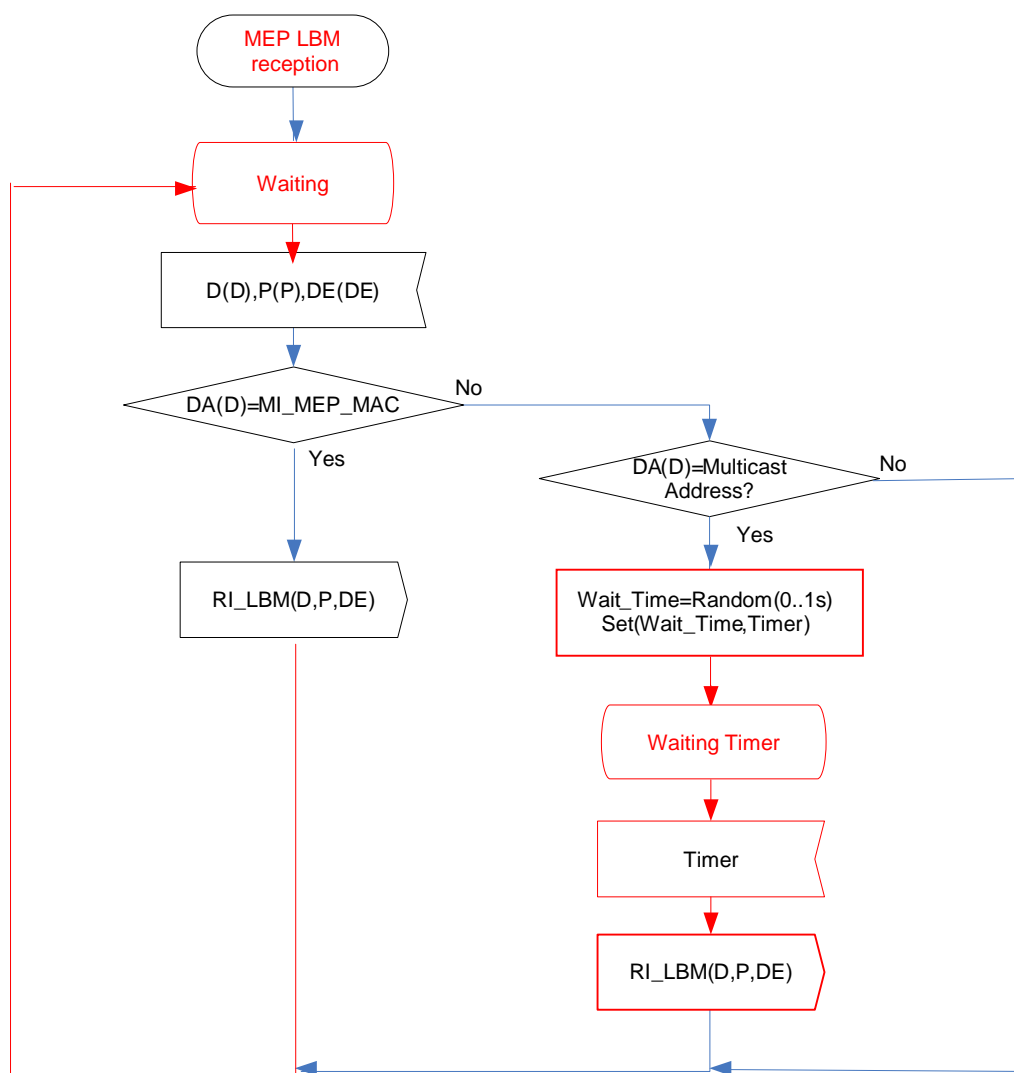 MEP LBM
reception
Waiting
D(D),P(P),DE(DE)
DA(D)=MI_MEP_MAC
No
Yes
DA(D)=Multicast
Address?
No
Yes
RI_LBM(D,P,DE)
Wait_Time=Random(0..1s)
Set(Wait_Time,Timer)
Waiting Timer
Timer
RI_LBM(D,P,DE)